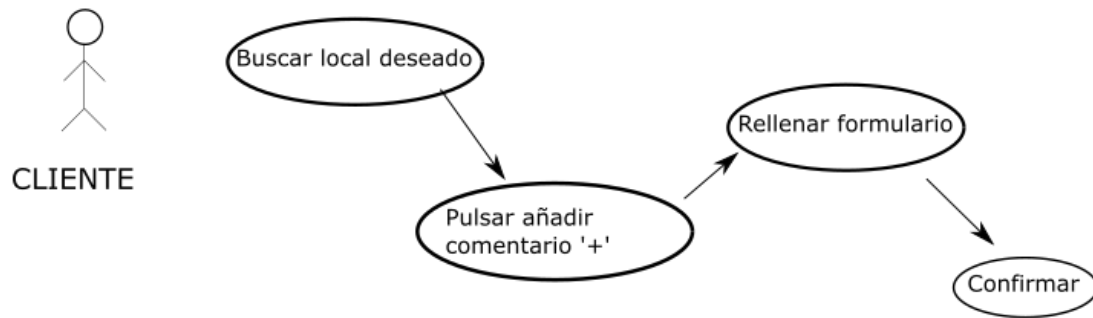 Buscar local deseado
Rellenar formulario
CLIENTE
Pulsar añadir
comentario '+'
Confirmar